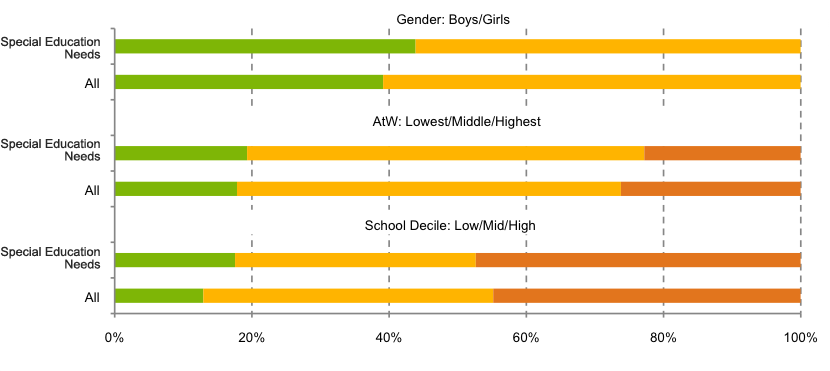 Gender: Boys/Girls
Special Education
Needs
All
AtW: Lowest/Middle/Highest
Special Education
Needs
All
School Decile: Low/Mid/High
Special Education
Needs
All
0% 20% 40% 60% 80% 100%